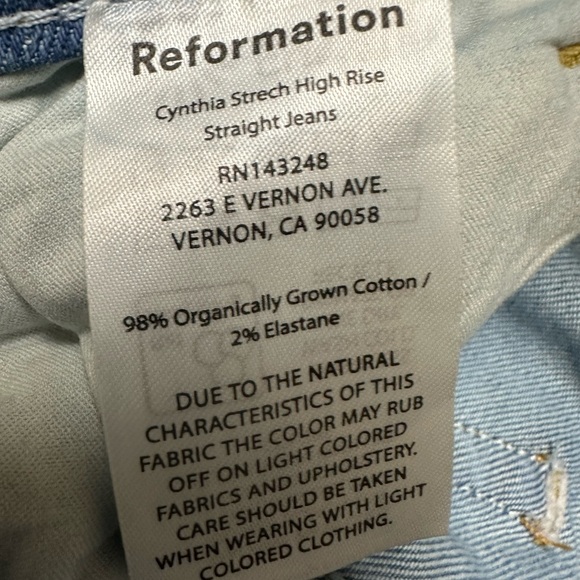 Reformation
Cynthia Strech High Rise
Straight Jeans
RN143248
2263 E VERNON AVE.
VERNON, CA 90058
98% Organically Grown Cotton /
2% Elastane
DUE TO THE NATURAL
CHARACTERISTICS OF THIS
FABRIC THE COLOR MAY RUB
OFF ON LIGHT COLORED
FABRICS AND UPHOLSTERY.
CARE SHOULD BE TAKEN
WHEN WEARING WITH LIGHT
COLORED CLOTHING.